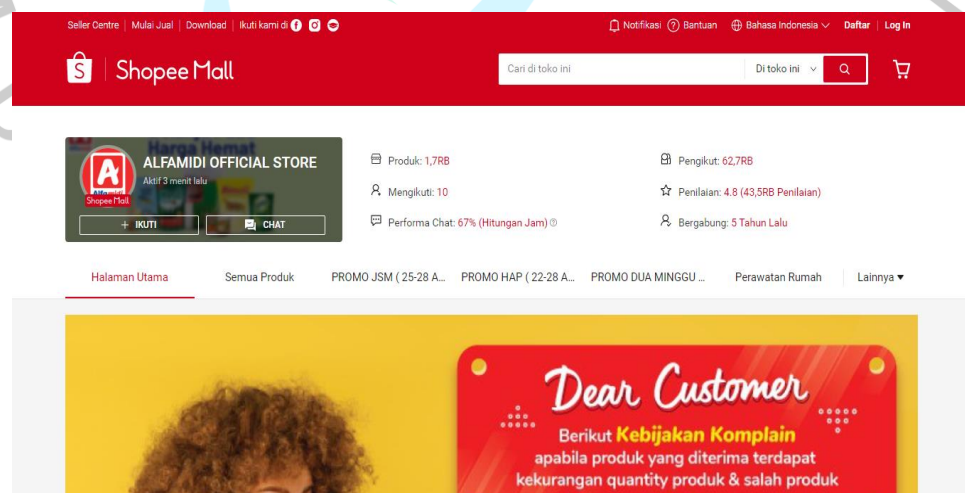 Seller Centre | Mulai Jual | Download | Ikuti kami di
Notifikasi Bantuan Bahasa Indonesia Daftar | Log In
Shopee Mall
Cari di toko ini Di toko ini
Harga Hemat
ALFAMIDI OFFICIAL STORE
Aktif 3 menit lalu
Shopee Mall
+ IKUTI CHAT
Produk: 1,7RB
Mengikuti: 10
Performa Chat: 67% (Hitungan Jam)
Pengikut: 62,7RB
Penilaian: 4.8 (43,5RB Penilaian)
Bergabung: 5 Tahun Lalu
Halaman Utama Semua Produk PROMO JSM ( 25-28 A... PROMO HAP ( 22-28 A... PROMO DUA MINGGU ... Perawatan Rumah Lainnya
Dear Customer
Berikut Kebijakan Komplain
apabila produk yang diterima terdapat
kekurangan quantity produk & salah produk